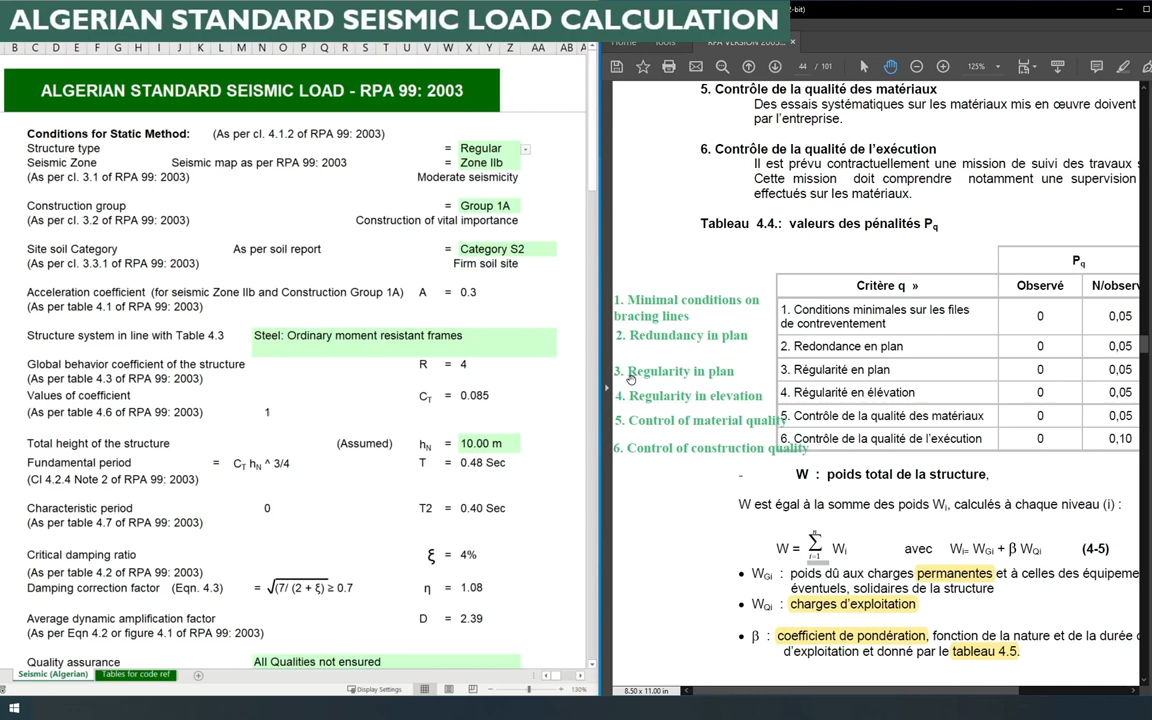 ALGERIAN STANDARD SEISMIC LOAD CALCULATION
-bit)
Home Tools RPA VERSION 2003... ×
B C D E F G H I J K L M N O P Q R S T U V W X Y Z AA AB A
44 / 101 125%
ALGERIAN STANDARD SEISMIC LOAD - RPA 99: 2003
Conditions for Static Method: (As per cl. 4.1.2 of RPA 99: 2003)
Structure type = Regular
Seismic Zone Seismic map as per RPA 99: 2003 = Zone IIb
(As per cl. 3.1 of RPA 99: 2003) Moderate seismicity
Construction group = Group 1A
(As per cl. 3.2 of RPA 99: 2003) Construction of vital importance
Site soil Category As per soil report = Category S2
(As per cl. 3.3.1 of RPA 99: 2003) Firm soil site
Acceleration coefficient (for seismic Zone IIb and Construction Group 1A) A = 0.3
(As per table 4.1 of RPA 99: 2003)
Structure system in line with Table 4.3 Steel: Ordinary moment resistant frames
Global behavior coefficient of the structure R = 4
(As per table 4.3 of RPA 99: 2003)
Values of coefficient CT = 0.085
(As per table 4.6 of RPA 99: 2003) 1
Total height of the structure (Assumed) hN = 10.00 m
Fundamental period = CT hN ^ 3/4 T = 0.48 Sec
(Cl 4.2.4 Note 2 of RPA 99: 2003)
Characteristic period 0 T2 = 0.40 Sec
(As per table 4.7 of RPA 99: 2003)
Critical damping ratio ξ = 4%
(As per table 4.2 of RPA 99: 2003)
Damping correction factor (Eqn. 4.3) = √(7/ (2 + ξ) ≥ 0.7 η = 1.08
Average dynamic amplification factor D = 2.39
(As per Eqn 4.2 or figure 4.1 of RPA 99: 2003)
Quality assurance All Qualities not ensured
Seismic (Algerian) Tables for code ref
Display Settings 130%
5. Contrôle de la qualité des matériaux
Des essais systématiques sur les matériaux mis en œuvre doivent
par l'entreprise.
6. Contrôle de la qualité de l'exécution
Il est prévu contractuellement une mission de suivi des travaux s
Cette mission doit comprendre notamment une supervision
effectués sur les matériaux.
Tableau 4.4.: valeurs des pénalités Pq
Pq
Critère q » Observé N/obser
1. Conditions minimales sur les files
de contreventement 0 0,05
2. Redondance en plan 0 0,05
3. Régularité en plan 0 0,05
4. Régularité en élévation 0 0,05
5. Contrôle de la qualité des matériaux 0 0,05
6. Contrôle de la qualité de l'exécution 0 0,10
1. Minimal conditions on
bracing lines
2. Redundancy in plan
3. Regularity in plan
4. Regularity in elevation
5. Control of material quality
6. Control of construction quality
- W : poids total de la structure,
W est égal à la somme des poids Wi, calculés à chaque niveau (i) :
W = n ∑ i=1 Wi avec Wi= WGi + β WQi (4-5)
• WGi : poids dû aux charges permanentes et à celles des équipeme
éventuels, solidaires de la structure
• WQi : charges d'exploitation
• β : coefficient de pondération, fonction de la nature et de la durée d
d'exploitation et donné par le tableau 4.5.
8.50 x 11.00 in